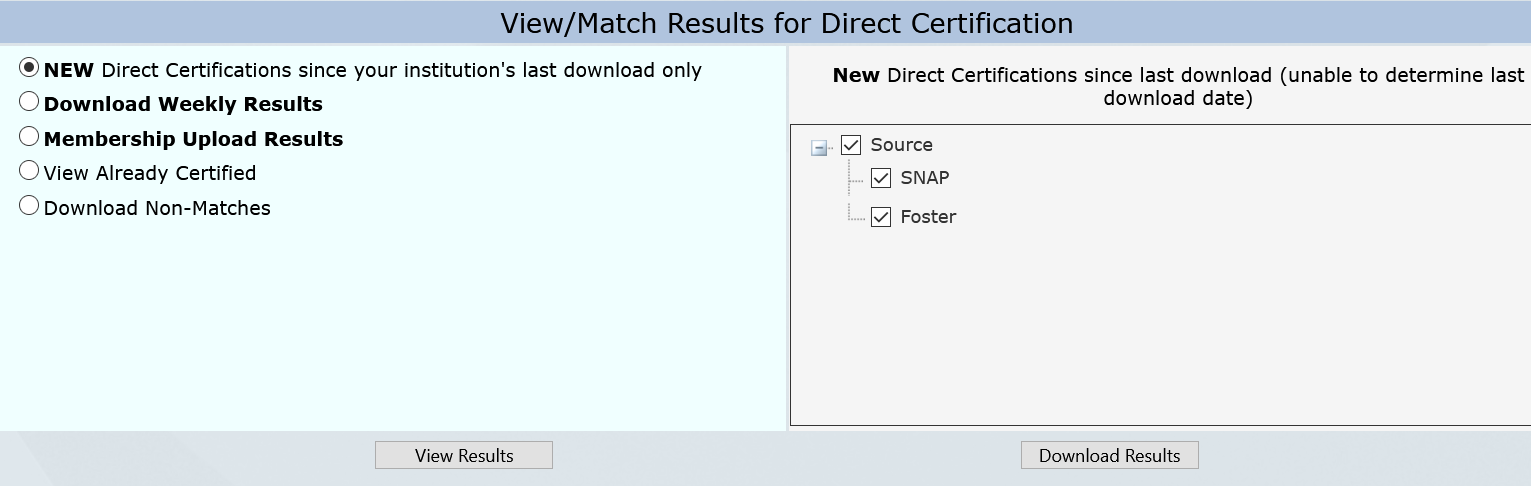 View/Match Results for Direct Certification
NEW Direct Certifications since your institution's last download only
Download Weekly Results
Membership Upload Results
View Already Certified
Download Non-Matches
New Direct Certifications since last download (unable to determine last
download date)
Source
SNAP
Foster
View Results
Download Results